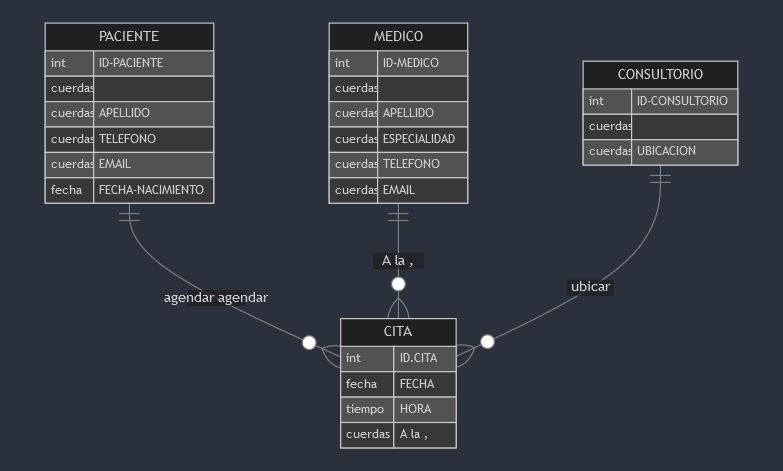 PACIENTE
int ID-PACIENTE
cuerdas
cuerdas APELLIDO
cuerdas TELEFONO
cuerdas EMAIL
fecha FECHA-NACIMIENTO
MEDICO
int ID-MEDICO
cuerdas
cuerdas APELLIDO
cuerdas ESPECIALIDAD
cuerdas TELEFONO
cuerdas EMAIL
CONSULTORIO
int ID-CONSULTORIO
cuerdas
cuerdas UBICACION
A la ,
agendar agendar
ubicar
CITA
int ID.CITA
fecha FECHA
tiempo HORA
cuerdas A la ,